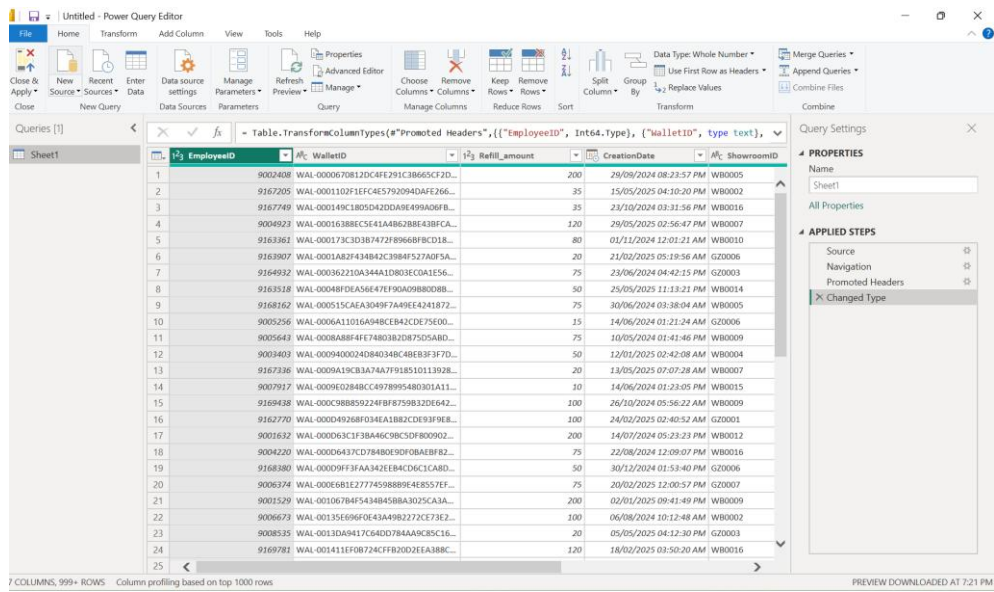 Untitled - Power Query Editor
File Home Transform Add Column View Tools Help
Close & Apply
New Source
Recent Sources
Enter Data
Data source settings
Manage Parameters
Refresh Preview
Properties
Advanced Editor
Manage
Choose Columns
Remove Columns
Keep Rows
Remove Rows
Split Column
Group By
Data Type: Whole Number
Use First Row as Headers
Replace Values
Merge Queries
Append Queries
Combine Files
Close New Query Data Sources Parameters Query Manage Columns Reduce Rows Sort Transform Combine
Queries [1]
Sheet1
= Table.TransformColumnTypes(#"Promoted Headers",{{"EmployeeID", Int64.Type}, {"WalletID", type text},
EmployeeID WalletID Refill_amount CreationDate ShowroomID
1 9002408 WAL-0000670812DC4FE291C3B665CF2D... 200 29/09/2024 08:23:57 PM WB0005
2 9167205 WAL-0001102F1EFC4E5792094DAFE266... 35 15/05/2025 04:10:20 PM WB0002
3 9167749 WAL-000149C1805D42DDA9E499A06FB... 35 23/10/2024 03:31:56 PM WB0016
4 9004923 WAL-00016388EC5E41A4B62B8E43BFCA... 120 29/05/2025 02:56:47 PM WB0007
5 9163361 WAL-000173C3D3B7472F8966BFBCD18... 80 01/11/2024 12:01:21 AM WB0010
6 9163907 WAL-0001A82F434B42C3984F527A0F5A... 20 21/02/2025 05:19:56 AM GZ0006
7 9164932 WAL-000362210A344A1D803EC0A1E56... 75 23/06/2024 04:42:15 PM GZ0003
8 9163518 WAL-00048FDEA56E47EF90A09B80D8B... 50 25/05/2025 11:13:21 PM WB0014
9 9168162 WAL-000515CAEA3049F7A49EE4241872... 75 30/06/2024 03:38:04 AM WB0005
10 9005256 WAL-0006A11016A94BCEB42CDE75E00... 15 14/06/2024 01:21:24 AM GZ0006
11 9005643 WAL-0008A88F4FE74803B2D875D5ABD... 75 10/05/2024 01:41:46 PM WB0009
12 9003403 WAL-0009400024D84034BC4BEB3F3F7D... 50 12/01/2025 02:42:08 AM WB0004
13 9167336 WAL-0009A19CB3A74A7F918510113928... 20 13/05/2025 07:07:28 AM WB0007
14 9007917 WAL-0009E0284BCC4978995480301A11... 10 14/06/2024 01:23:05 PM WB0015
15 9169438 WAL-000C98B859224FBF8759B32DE642... 100 26/10/2024 05:56:22 AM WB0009
16 9162770 WAL-000D49268F034EA1B82CDE93F9E8... 100 24/02/2025 02:40:52 AM GZ0001
17 9001632 WAL-000D63C1F3BA46C9BC5DF800902... 200 14/07/2024 05:23:23 PM WB0012
18 9004220 WAL-000D6437CD784B0E9DF0BAEBF82... 75 22/08/2024 12:09:07 PM WB0016
19 9168380 WAL-000D9FF3FAA342EEB4CD6C1CA8D... 50 30/12/2024 01:53:40 PM GZ0006
20 9006374 WAL-000E6B1E277745988B9E4E8557EF... 75 20/02/2025 12:00:57 PM GZ0007
21 9001529 WAL-001067B4F5434B45BBA3025CA3A... 200 02/01/2025 09:41:49 PM WB0009
22 9006673 WAL-00135E696F0E43A49B2272CE73E2... 100 06/08/2024 10:12:48 AM WB0002
23 9008535 WAL-0013DA9417C64DD784AA9C85C16... 20 05/05/2024 04:12:30 PM GZ0003
24 9169781 WAL-001411EF0B724CFFB20D2EEA388C... 120 18/02/2025 03:50:20 AM WB0016
25
Query Settings
PROPERTIES
Name
Sheet1
All Properties
APPLIED STEPS
Source
Navigation
Promoted Headers
Changed Type
7 COLUMNS, 999+ ROWS Column profiling based on top 1000 rows
PREVIEW DOWNLOADED AT 7:21 PM